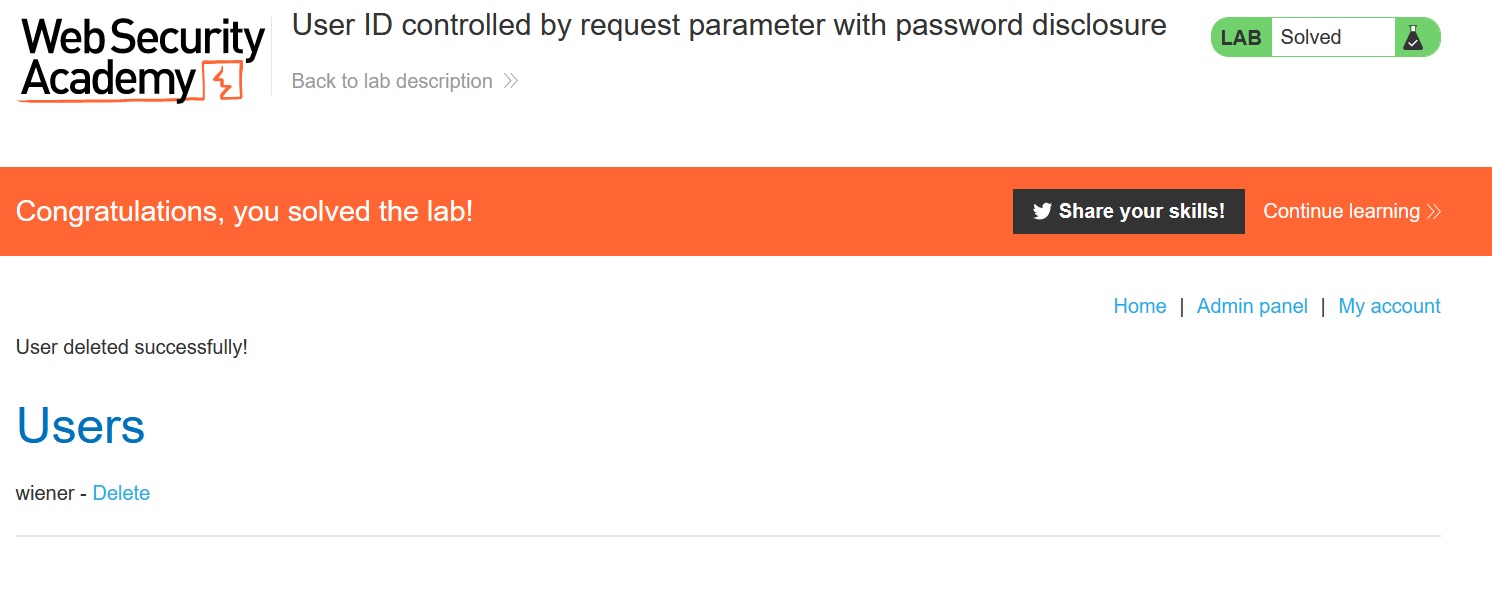 Web Security
Academy
User ID controlled by request parameter with password disclosure
Back to lab description
LAB Solved
Congratulations, you solved the lab!
Share your skills!
Continue learning
Home | Admin panel | My account
User deleted successfully!
Users
wiener - Delete